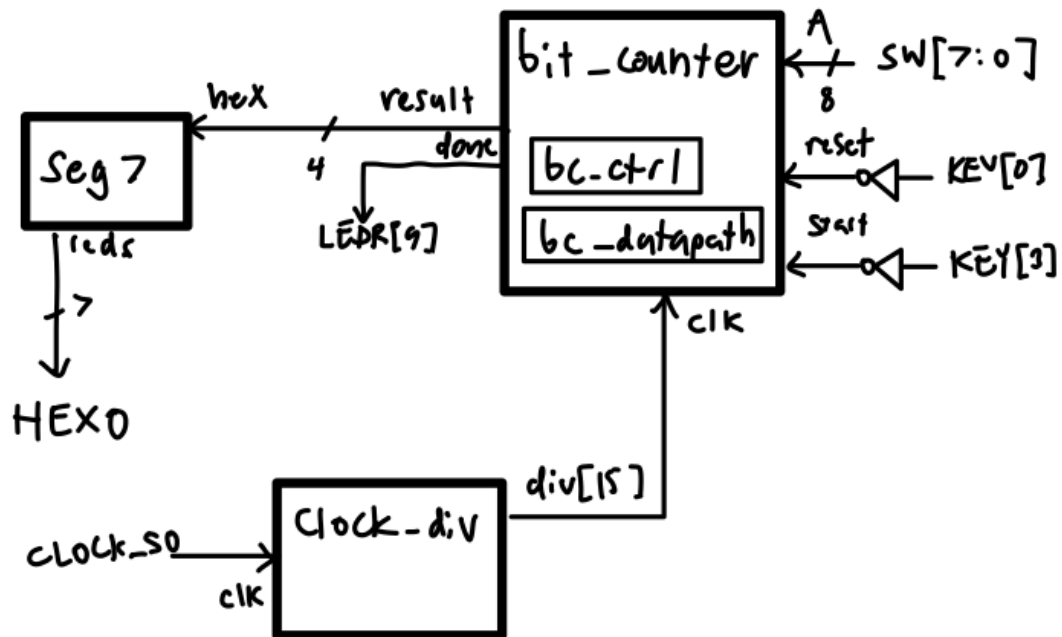 A
bit_counter
SW[7:0]
8
hex
result
seg7
4
done
reset
KEY[0]
bc_ctrl
LEDR[9]
start
leds
bc_datapath
KEY[3]
7
clk
HEX0
div[15]
Clock_div
CLOCK_50
clk